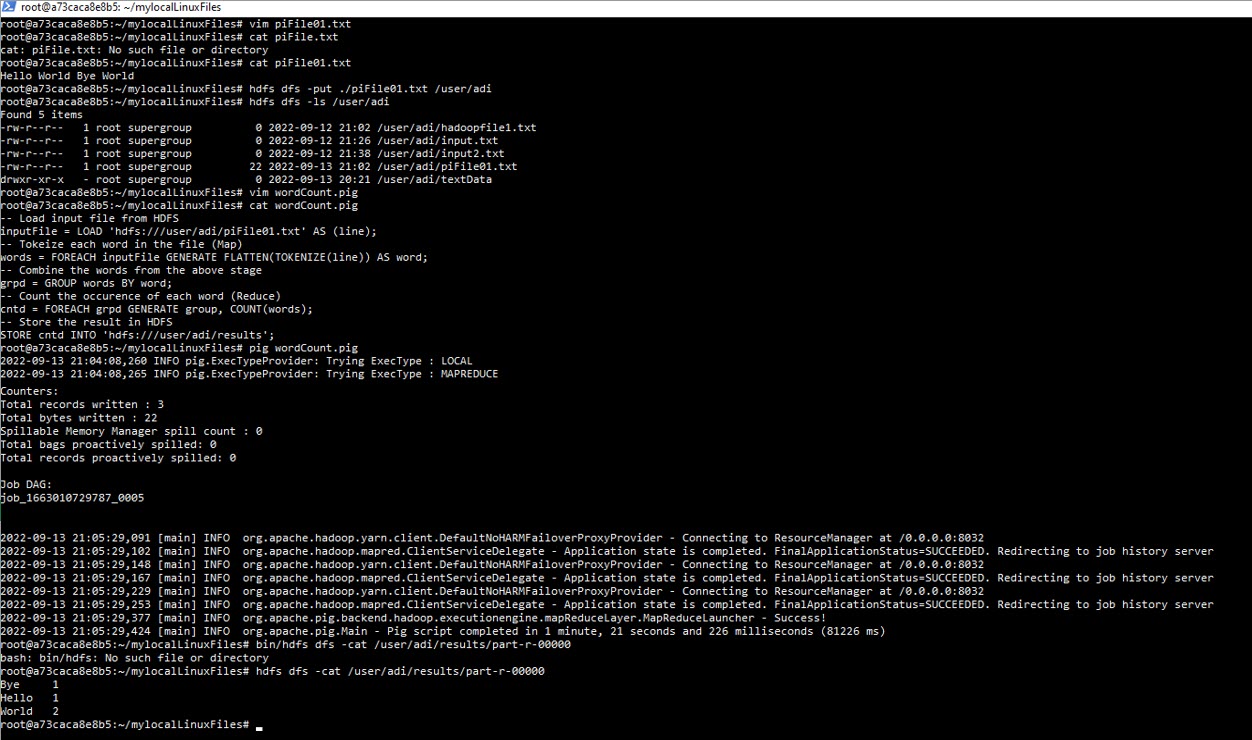 root@a73caca8e8b5: ~/mylocalLinuxFiles
root@a73caca8e8b5:~/mylocalLinuxFiles# vim piFile01.txt
root@a73caca8e8b5:~/mylocalLinuxFiles# cat piFile.txt
cat: piFile.txt: No such file or directory
root@a73caca8e8b5:~/mylocalLinuxFiles# cat piFile01.txt
Hello World Bye World
root@a73caca8e8b5:~/mylocalLinuxFiles# hdfs dfs -put ./piFile01.txt /user/adi
root@a73caca8e8b5:~/mylocalLinuxFiles# hdfs dfs -ls /user/adi
Found 5 items
-rw-r--r--   1 root supergroup          0 2022-09-12 21:02 /user/adi/hadoopfile1.txt
-rw-r--r--   1 root supergroup          0 2022-09-12 21:26 /user/adi/input.txt
-rw-r--r--   1 root supergroup          0 2022-09-12 21:38 /user/adi/input2.txt
-rw-r--r--   1 root supergroup         22 2022-09-13 21:02 /user/adi/piFile01.txt
drwxr-xr-x   - root supergroup          0 2022-09-13 20:21 /user/adi/textData
root@a73caca8e8b5:~/mylocalLinuxFiles# vim wordCount.pig
root@a73caca8e8b5:~/mylocalLinuxFiles# cat wordCount.pig
-- Load input file from HDFS
inputFile = LOAD 'hdfs:///user/adi/piFile01.txt' AS (line);
-- Tokeize each word in the file (Map)
words = FOREACH inputFile GENERATE FLATTEN(TOKENIZE(line)) AS word;
-- Combine the words from the above stage
grpd = GROUP words BY word;
-- Count the occurence of each word (Reduce)
cntd = FOREACH grpd GENERATE group, COUNT(words);
-- Store the result in HDFS
STORE cntd INTO 'hdfs:///user/adi/results';
root@a73caca8e8b5:~/mylocalLinuxFiles# pig wordCount.pig
2022-09-13 21:04:08,260 INFO pig.ExecTypeProvider: Trying ExecType : LOCAL
2022-09-13 21:04:08,265 INFO pig.ExecTypeProvider: Trying ExecType : MAPREDUCE
Counters:
Total records written : 3
Total bytes written : 22
Spillable Memory Manager spill count : 0
Total bags proactively spilled: 0
Total records proactively spilled: 0
Job DAG:
job_1663010729787_0005
2022-09-13 21:05:29,091 [main] INFO  org.apache.hadoop.yarn.client.DefaultNoHARMFailoverProxyProvider - Connecting to ResourceManager at /0.0.0.0:8032
2022-09-13 21:05:29,102 [main] INFO  org.apache.hadoop.mapred.ClientServiceDelegate - Application state is completed. FinalApplicationStatus=SUCCEEDED. Redirecting to job history server
2022-09-13 21:05:29,148 [main] INFO  org.apache.hadoop.yarn.client.DefaultNoHARMFailoverProxyProvider - Connecting to ResourceManager at /0.0.0.0:8032
2022-09-13 21:05:29,167 [main] INFO  org.apache.hadoop.mapred.ClientServiceDelegate - Application state is completed. FinalApplicationStatus=SUCCEEDED. Redirecting to job history server
2022-09-13 21:05:29,229 [main] INFO  org.apache.hadoop.yarn.client.DefaultNoHARMFailoverProxyProvider - Connecting to ResourceManager at /0.0.0.0:8032
2022-09-13 21:05:29,253 [main] INFO  org.apache.hadoop.mapred.ClientServiceDelegate - Application state is completed. FinalApplicationStatus=SUCCEEDED. Redirecting to job history server
2022-09-13 21:05:29,377 [main] INFO  org.apache.pig.backend.hadoop.executionengine.mapReduceLayer.MapReduceLauncher - Success!
2022-09-13 21:05:29,424 [main] INFO  org.apache.pig.Main - Pig script completed in 1 minute, 21 seconds and 226 milliseconds (81226 ms)
root@a73caca8e8b5:~/mylocalLinuxFiles# bin/hdfs dfs -cat /user/adi/results/part-r-00000
bash: bin/hdfs: No such file or directory
root@a73caca8e8b5:~/mylocalLinuxFiles# hdfs dfs -cat /user/adi/results/part-r-00000
Bye     1
Hello   1
World   2
root@a73caca8e8b5:~/mylocalLinuxFiles#